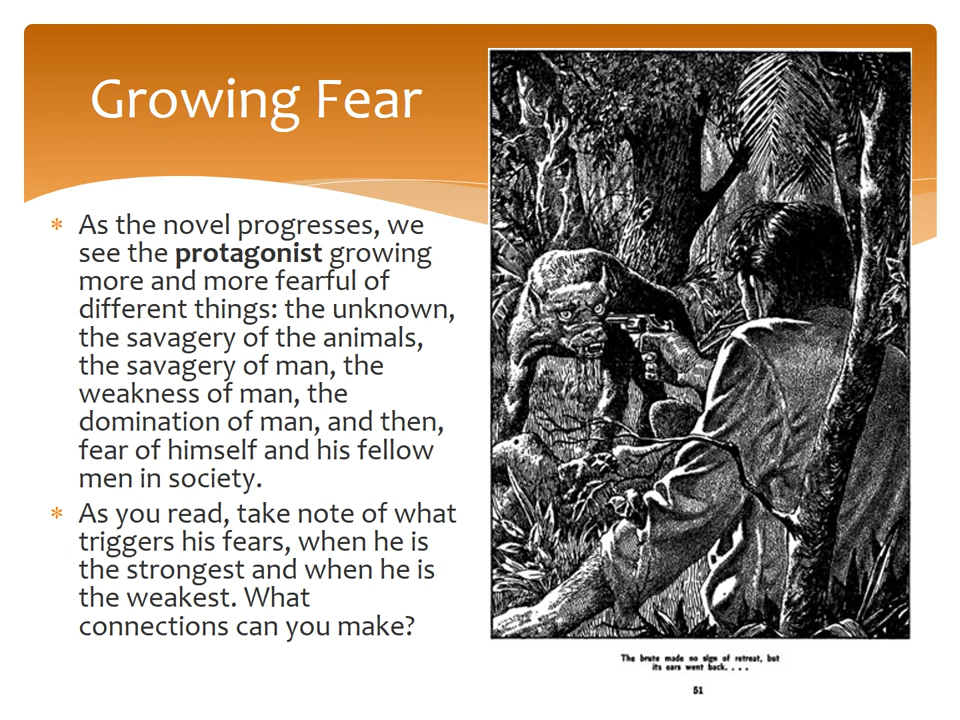 Growing Fear
* As the novel progresses, we
see the protagonist growing
more and more fearful of
different things: the unknown,
the savagery of the animals,
the savagery of man, the
weakness of man, the
domination of man, and then,
fear of himself and his fellow
men in society.
* As you read, take note of what
triggers his fears, when he is
the strongest and when he is
the weakest. What
connections can you make?
The brute made no sign of retreat, but
its ears went back. . . .
51